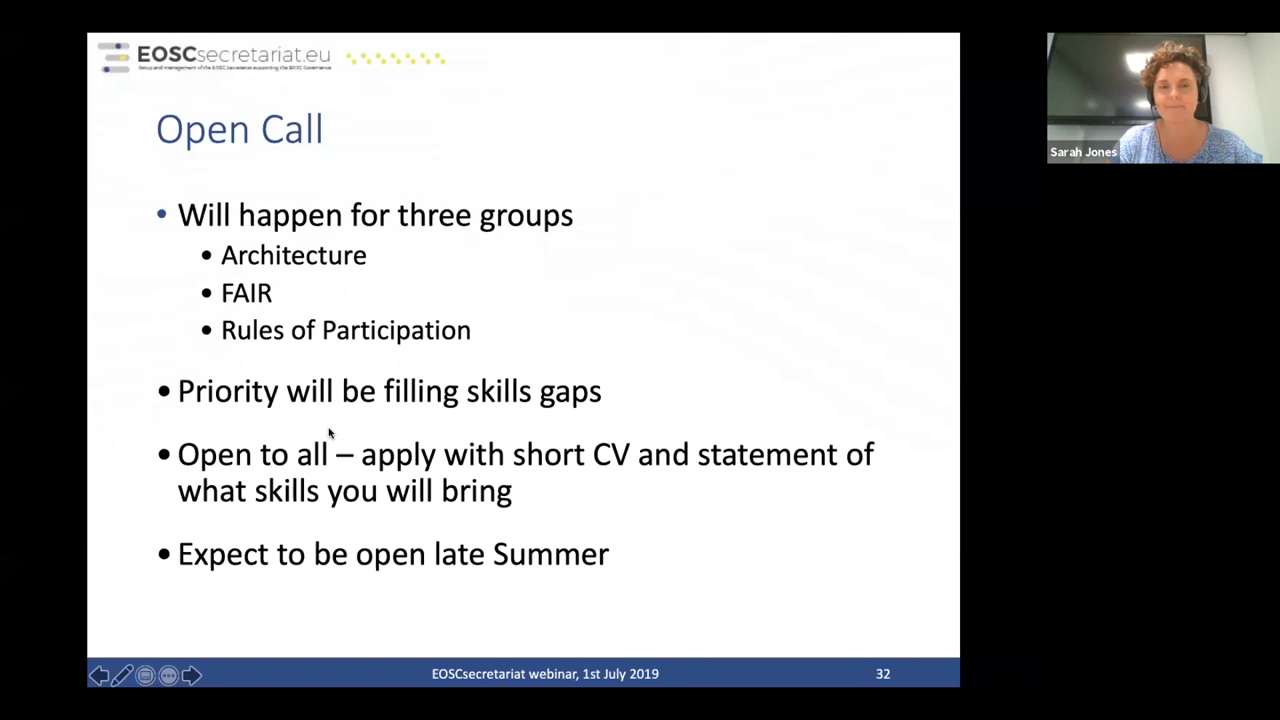 EOSCsecretariat.eu
Open Call
• Will happen for three groups
• Architecture
• FAIR
• Rules of Participation
• Priority will be filling skills gaps
• Open to all – apply with short CV and statement of
what skills you will bring
• Expect to be open late Summer
EOSCsecretariat webinar, 1st July 2019
32
Sarah Jones